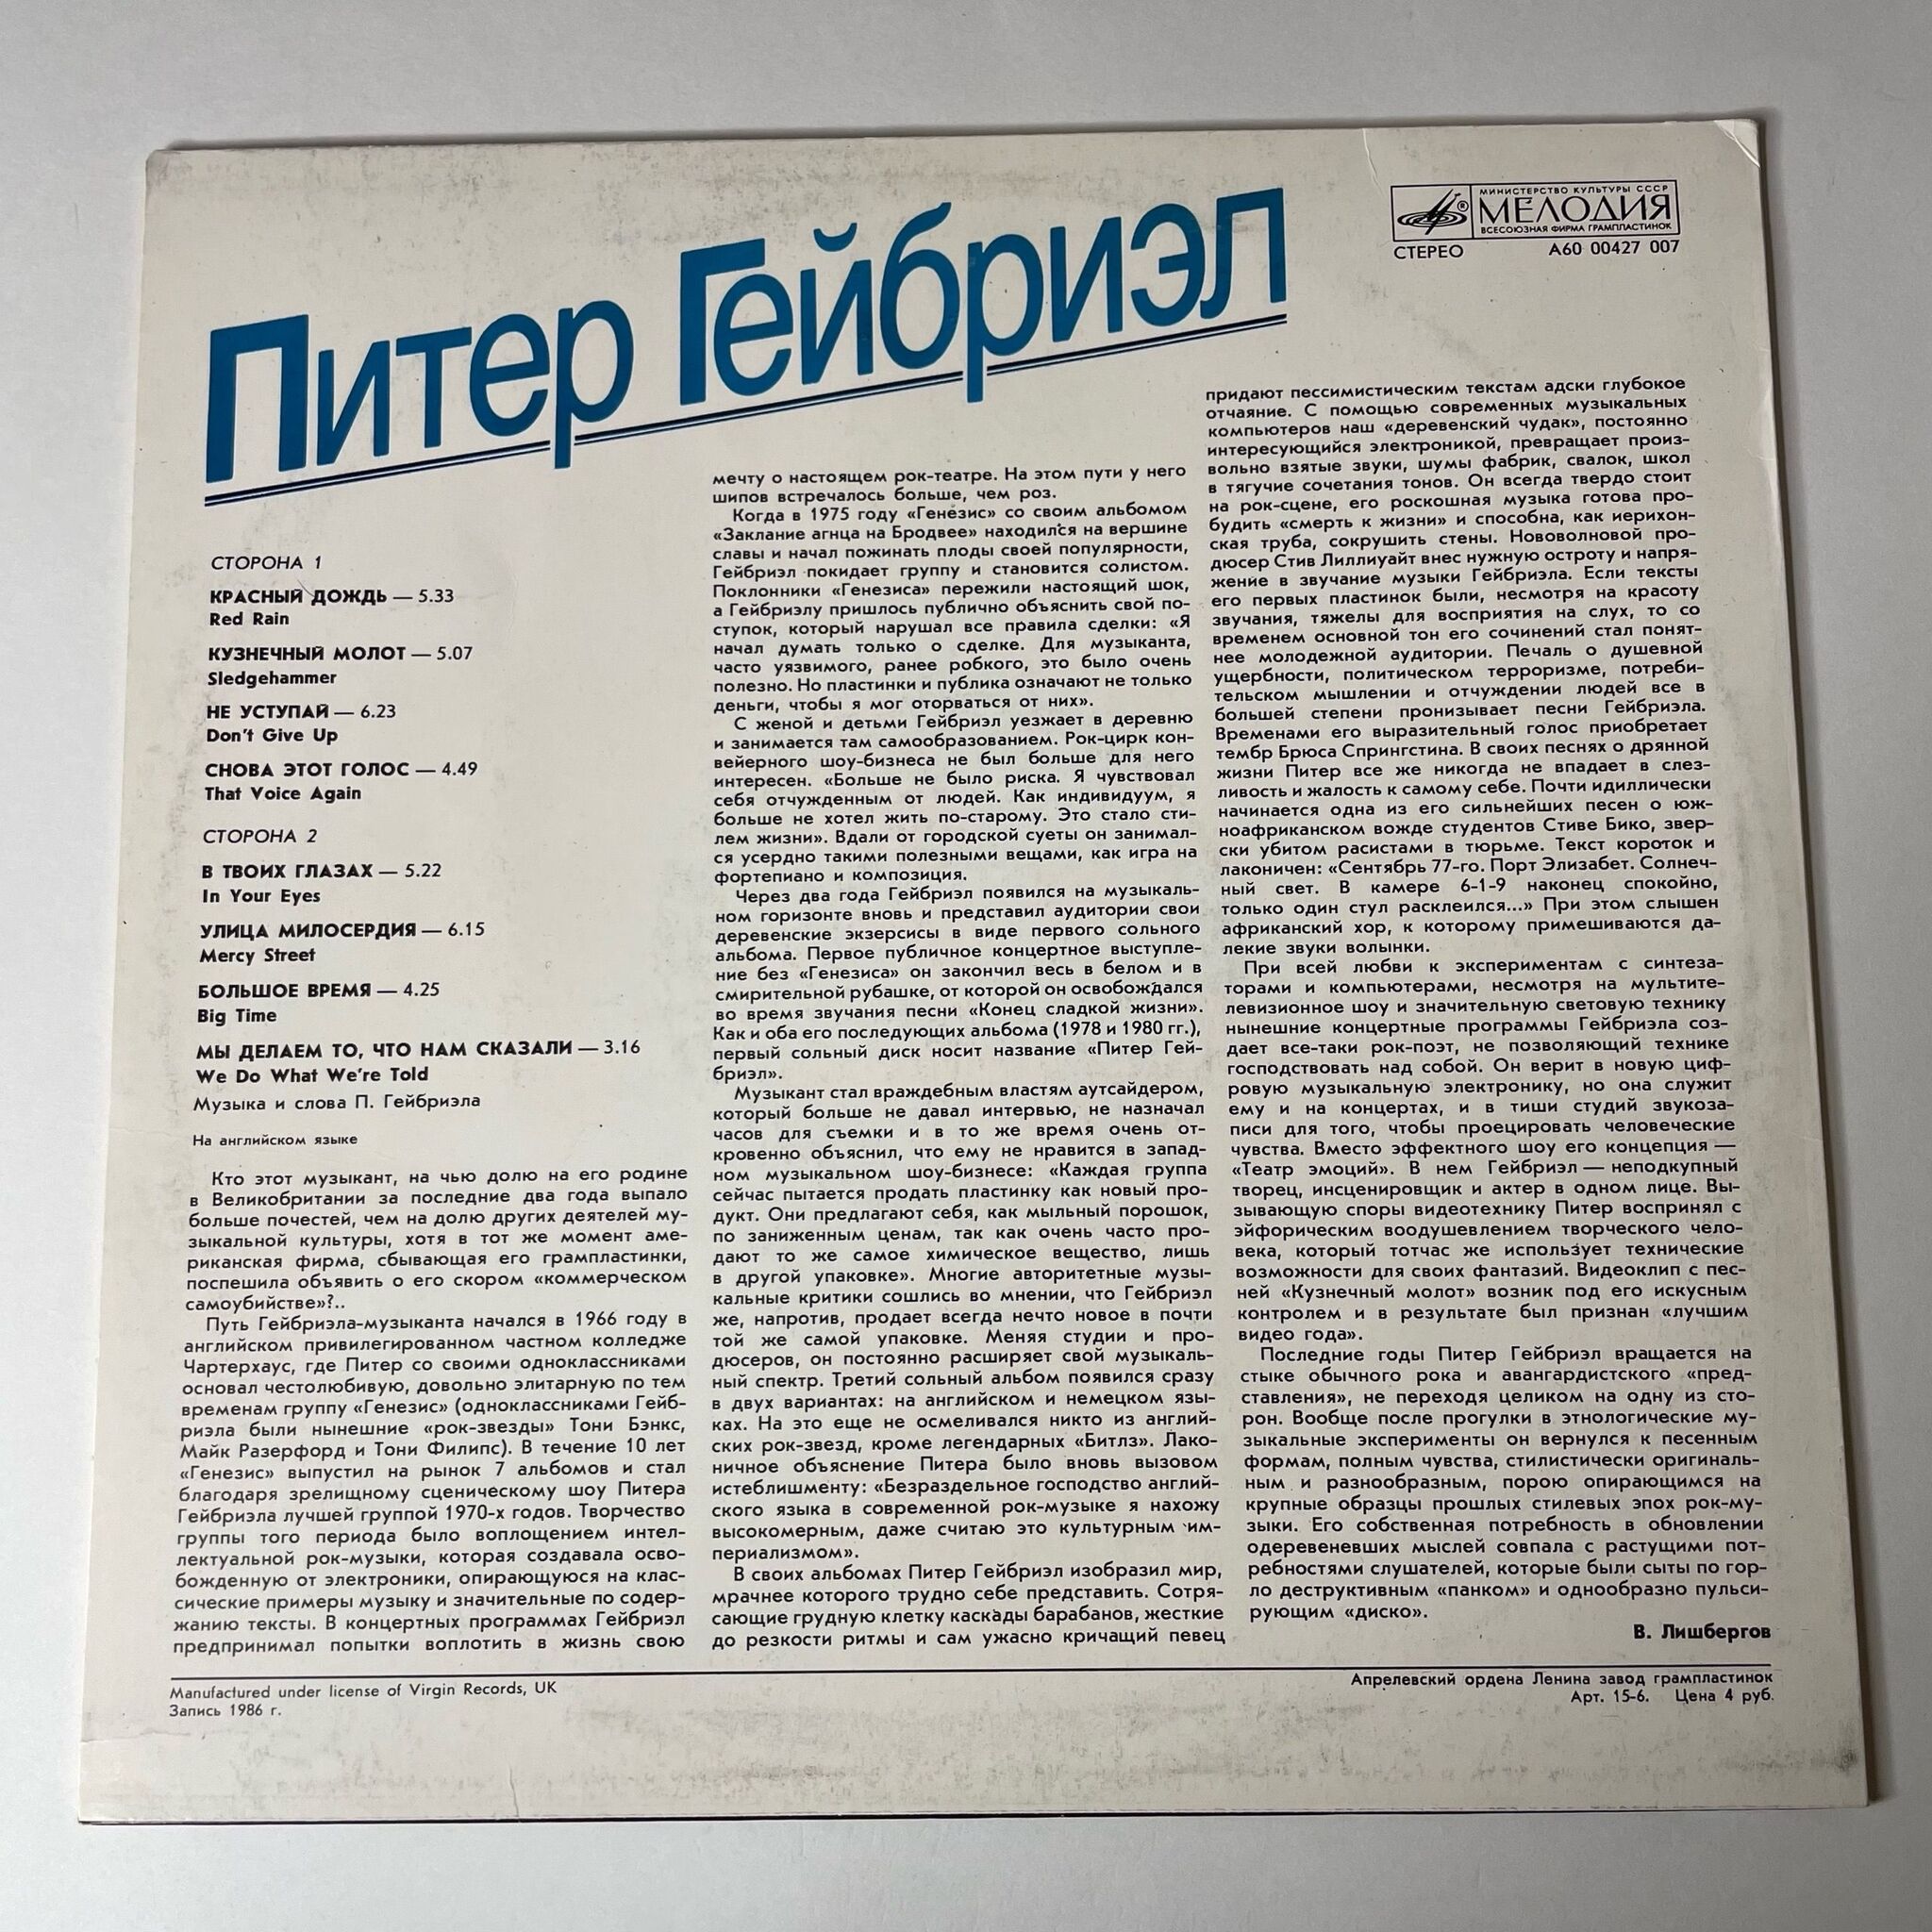 Питер Гейбриэл
МИНИСТЕРСТВО КУЛЬТУРЫ СССР
МЕЛОДИЯ
ВСЕСОЮЗНАЯ ФИРМА ГРАМПЛАСТИНОК
СТЕРЕО А60 00427 007
СТОРОНА 1
КРАСНЫЙ ДОЖДЬ — 5.33
Red Rain
КУЗНЕЧНЫЙ МОЛОТ — 5.07
Sledgehammer
НЕ УСТУПАЙ — 6.23
Don't Give Up
СНОВА ЭТОТ ГОЛОС — 4.49
That Voice Again
СТОРОНА 2
В ТВОИХ ГЛАЗАХ — 5.22
In Your Eyes
УЛИЦА МИЛОСЕРДИЯ — 6.15
Mercy Street
БОЛЬШОЕ ВРЕМЯ — 4.25
Big Time
МЫ ДЕЛАЕМ ТО, ЧТО НАМ СКАЗАЛИ — 3.16
We Do What We're Told
Музыка и слова П. Гейбриэла
На английском языке
Кто этот музыкант, на чью долю на его родине
в Великобритании за последние два года выпало
больше почестей, чем на долю других деятелей му-
зыкальной культуры, хотя в тот же момент аме-
риканская фирма, сбывающая его грампластинки,
поспешила объявить о его скором «коммерческом
самоубийстве»?..
Путь Гейбриэла-музыканта начался в 1966 году в
английском привилегированном частном колледже
Чартерхаус, где Питер со своими одноклассниками
основал честолюбивую, довольно элитарную по тем
временам группу «Генезис» (одноклассниками Гейб-
риэла были нынешние «рок-звезды» Тони Бэнкс,
Майк Разерфорд и Тони Филипс). В течение 10 лет
«Генезис» выпустил на рынок 7 альбомов и стал
благодаря зрелищному сценическому шоу Питера
Гейбриэла лучшей группой 1970-х годов. Творчество
группы того периода было воплощением интел-
лектуальной рок-музыки, которая создавала осво-
божденную от электроники, опирающуюся на клас-
сические примеры музыку и значительные по содер-
жанию тексты. В концертных программах Гейбриэл
предпринимал попытки воплотить в жизнь свою
мечту о настоящем рок-театре. На этом пути у него
шипов встречалось больше, чем роз.
Когда в 1975 году «Генезис» со своим альбомом
«Заклание агнца на Бродвее» находился на вершине
славы и начал пожинать плоды своей популярности,
Гейбриэл покидает группу и становится солистом.
Поклонники «Генезиса» пережили настоящий шок,
а Гейбриэлу пришлось публично объяснить свой по-
ступок, который нарушал все правила сделки: «Я
начал думать только о сделке. Для музыканта,
часто уязвимого, ранее робкого, это было очень
полезно. Но пластинки и публика означают не только
деньги, чтобы я мог оторваться от них».
С женой и детьми Гейбриэл уезжает в деревню
и занимается там самообразованием. Рок-цирк кон-
вейерного шоу-бизнеса не был больше для него
интересен. «Больше не было риска. Я чувствовал
себя отчужденным от людей. Как индивидуум, я
больше не хотел жить по-старому. Это стало сти-
лем жизни». Вдали от городской суеты он занимал-
ся усердно такими полезными вещами, как игра на
фортепиано и композиция.
Через два года Гейбриэл появился на музыкаль-
ном горизонте вновь и представил аудитории свои
деревенские экзерсисы в виде первого сольного
альбома. Первое публичное концертное выступле-
ние без «Генезиса» он закончил весь в белом и в
смирительной рубашке, от которой он освобождался
во время звучания песни «Конец сладкой жизни».
Как и оба его последующих альбома (1978 и 1980 гг.),
первый сольный диск носит название «Питер Гей-
бриэл».
Музыкант стал враждебным властям аутсайдером,
который больше не давал интервью, не назначал
часов для съемки и в то же время очень от-
кровенно объяснил, что ему не нравится в запад-
ном музыкальном шоу-бизнесе: «Каждая группа
сейчас пытается продать пластинку как новый про-
дукт. Они предлагают себя, как мыльный порошок,
по заниженным ценам, так как очень часто про-
дают то же самое химическое вещество, лишь
в другой упаковке». Многие авторитетные музы-
кальные критики сошлись во мнении, что Гейбриэл
же, напротив, продает всегда нечто новое в почти
той же самой упаковке. Меняя студии и про-
дюсеров, он постоянно расширяет свой музыкаль-
ный спектр. Третий сольный альбом появился сразу
в двух вариантах: на английском и немецком язы-
ках. На это еще не осмеливался никто из англий-
ских рок-звезд, кроме легендарных «Битлз». Лако-
ничное объяснение Питера было вновь вызовом
истеблишменту: «Безраздельное господство англий-
ского языка в современной рок-музыке я нахожу
высокомерным, даже считаю это культурным им-
периализмом».
В своих альбомах Питер Гейбриэл изобразил мир,
мрачнее которого трудно себе представить. Сотря-
сающие грудную клетку каскады барабанов, жесткие
до резкости ритмы и сам ужасно кричащий певец
придают пессимистическим текстам адски глубокое
отчаяние. С помощью современных музыкальных
компьютеров наш «деревенский чудак», постоянно
интересующийся электроникой, превращает произ-
вольно взятые звуки, шумы фабрик, свалок, школ
в тягучие сочетания тонов. Он всегда твердо стоит
на рок-сцене, его роскошная музыка готова про-
будить «смерть к жизни» и способна, как иерихон-
ская труба, сокрушить стены. Нововолновой про-
дюсер Стив Лиллиуайт внес нужную остроту и напря-
жение в звучание музыки Гейбриэла. Если тексты
его первых пластинок были, несмотря на красоту
звучания, тяжелы для восприятия на слух, то со
временем основной тон его сочинений стал понят-
нее молодежной аудитории. Печаль о душевной
ущербности, политическом терроризме, потреби-
тельском мышлении и отчуждении людей все в
большей степени пронизывает песни Гейбриэла.
Временами его выразительный голос приобретает
тембр Брюса Спрингстина. В своих песнях о дрянной
жизни Питер все же никогда не впадает в слез-
ливость и жалость к самому себе. Почти идиллически
начинается одна из его сильнейших песен о юж-
ноафриканском вожде студентов Стиве Бико, звер-
ски убитом расистами в тюрьме. Текст короток и
лаконичен: «Сентябрь 77-го. Порт Элизабет. Солнеч-
ный свет. В камере 6-1-9 наконец спокойно,
только один стул расклеился...» При этом слышен
африканский хор, к которому примешиваются да-
лекие звуки волынки.
При всей любви к экспериментам с синтеза-
торами и компьютерами, несмотря на мультите-
левизионное шоу и значительную световую технику
нынешние концертные программы Гейбриэла соз-
дает все-таки рок-поэт, не позволяющий технике
господствовать над собой. Он верит в новую циф-
ровую музыкальную электронику, но она служит
ему и на концертах, и в тиши студий звукоза-
писи для того, чтобы проецировать человеческие
чувства. Вместо эффектного шоу его концепция —
«Театр эмоций». В нем Гейбриэл — неподкупный
творец, инсценировщик и актер в одном лице. Вы-
зывающую споры видеотехнику Питер воспринял с
эйфорическим воодушевлением творческого чело-
века, который тотчас же использует технические
возможности для своих фантазий. Видеоклип с пес-
ней «Кузнечный молот» возник под его искусным
контролем и в результате был признан «лучшим
видео года».
Последние годы Питер Гейбриэл вращается на
стыке обычного рока и авангардистского «пред-
ставления», не переходя целиком на одну из сто-
рон. Вообще после прогулки в этнологические му-
зыкальные эксперименты он вернулся к песенным
формам, полным чувства, стилистически оригиналь-
ным и разнообразным, порою опирающимся на
крупные образцы прошлых стилевых эпох рок-му-
зыки. Его собственная потребность в обновлении
одеревеневших мыслей совпала с растущими пот-
ребностями слушателей, которые были сыты по гор-
ло деструктивным «панком» и однообразно пульси-
рующим «диско».
В. Лишбергов
Manufactured under license of Virgin Records, UK
Запись 1986 г.
Апрелевский ордена Ленина завод грампластинок
Арт. 15-6. Цена 4 руб.